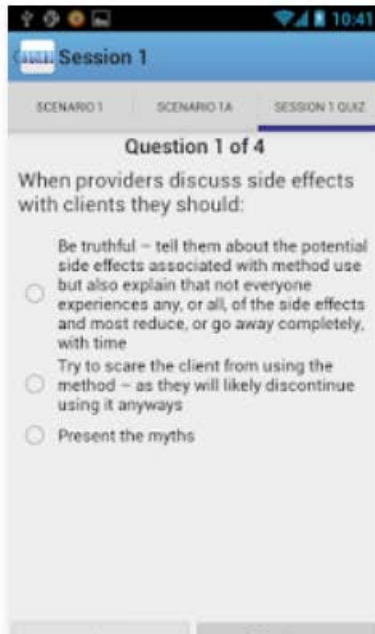 10:41
Session 1
SCENARIO 1 SCENARIO 1A SESSION 1 QUIZ
Question 1 of 4
When providers discuss side effects
with clients they should:
Be truthful – tell them about the potential
side effects associated with method use
but also explain that not everyone
experiences any, or all, of the side effects
and most reduce, or go away completely,
with time
Try to scare the client from using the
method – as they will likely discontinue
using it anyways
Present the myths